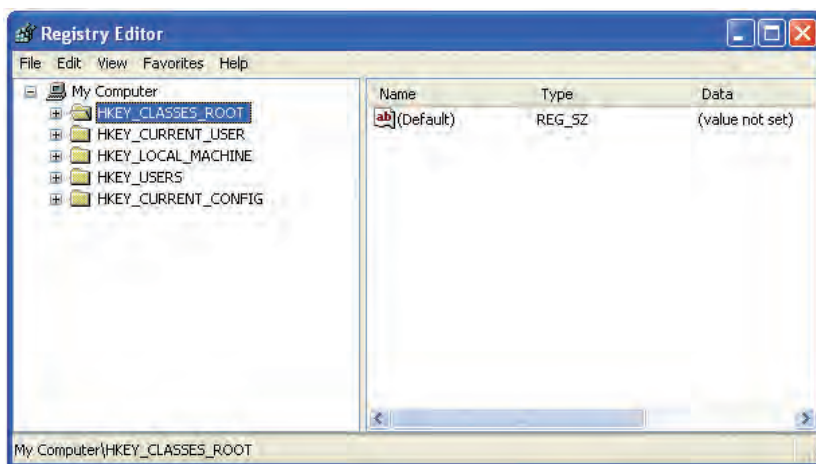 Registry Editor
File Edit View Favorites Help
My Computer
HKEY_CLASSES_ROOT
HKEY_CURRENT_USER
HKEY_LOCAL_MACHINE
HKEY_USERS
HKEY_CURRENT_CONFIG
Name Type Data
ab (Default) REG_SZ (value not set)
My Computer\HKEY_CLASSES_ROOT